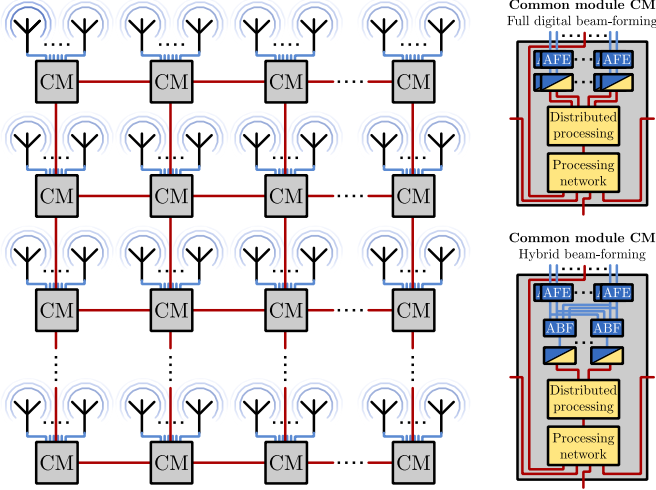 CM CM CM CM
CM CM CM CM
CM CM CM CM
CM CM CM CM
Common module CM
Full digital beam-forming
AFE AFE
Distributed
processing
Processing
network
Common module CM
Hybrid beam-forming
AFE AFE
ABF ABF
Distributed
processing
Processing
network